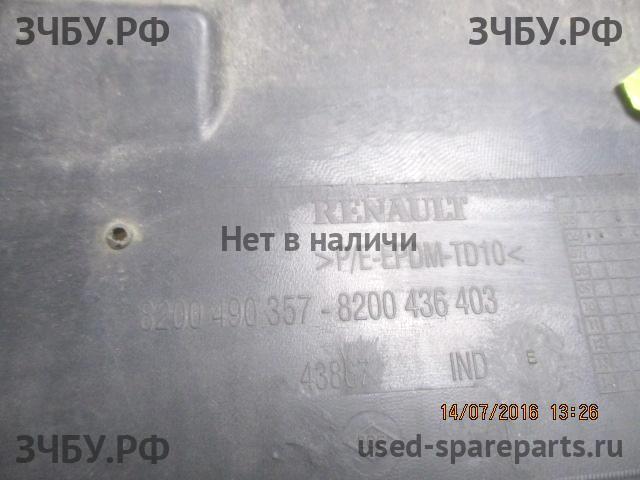 ЗЧБУ.РФ ЗЧБУ.РФ
RENAULT
Нет в наличи
>P/E-EPDM-TD10<
8200 490 357 - 8200 436 403
IND E
14/07/2016 13:26
ЗЧБУ.РФ used-spareparts.ru